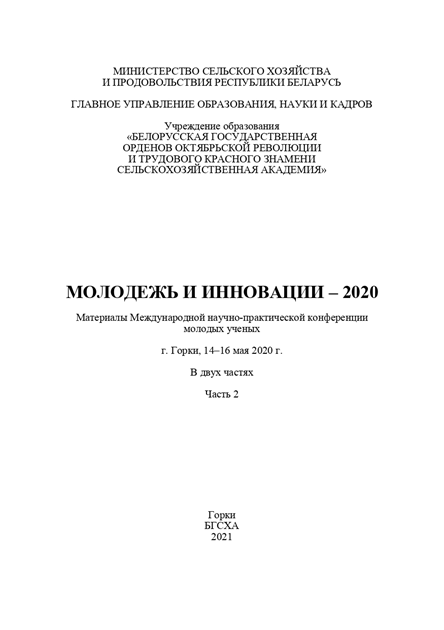 МИНИСТЕРСТВО СЕЛЬСКОГО ХОЗЯЙСТВА
И ПРОДОВОЛЬСТВИЯ РЕСПУБЛИКИ БЕЛАРУСЬ
ГЛАВНОЕ УПРАВЛЕНИЕ ОБРАЗОВАНИЯ, НАУКИ И КАДРОВ
Учреждение образования
«БЕЛОРУССКАЯ ГОСУДАРСТВЕННАЯ
ОРДЕНОВ ОКТЯБРЬСКОЙ РЕВОЛЮЦИИ
И ТРУДОВОГО КРАСНОГО ЗНАМЕНИ
СЕЛЬСКОХОЗЯЙСТВЕННАЯ АКАДЕМИЯ»
МОЛОДЕЖЬ И ИННОВАЦИИ – 2020
Материалы Международной научно-практической конференции
молодых ученых
г. Горки, 14–16 мая 2020 г.
В двух частях
Часть 2
Горки
БГСХА
2021